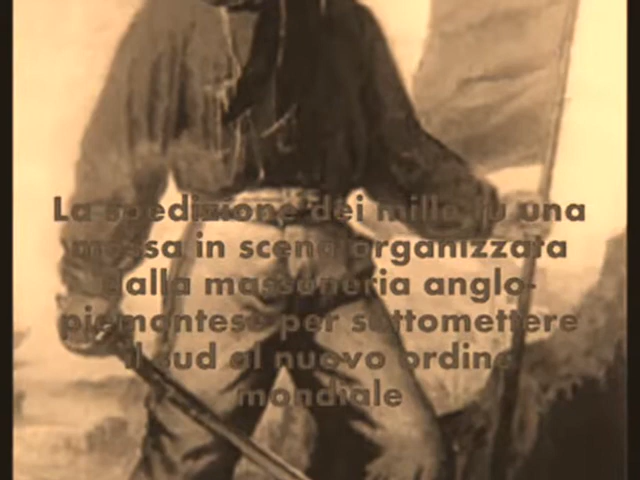 La spedizione dei mille fu una
messa in scena organizzata
dalla massoneria anglo-
piemontese per sottomettere
il sud al nuovo ordine
mondiale